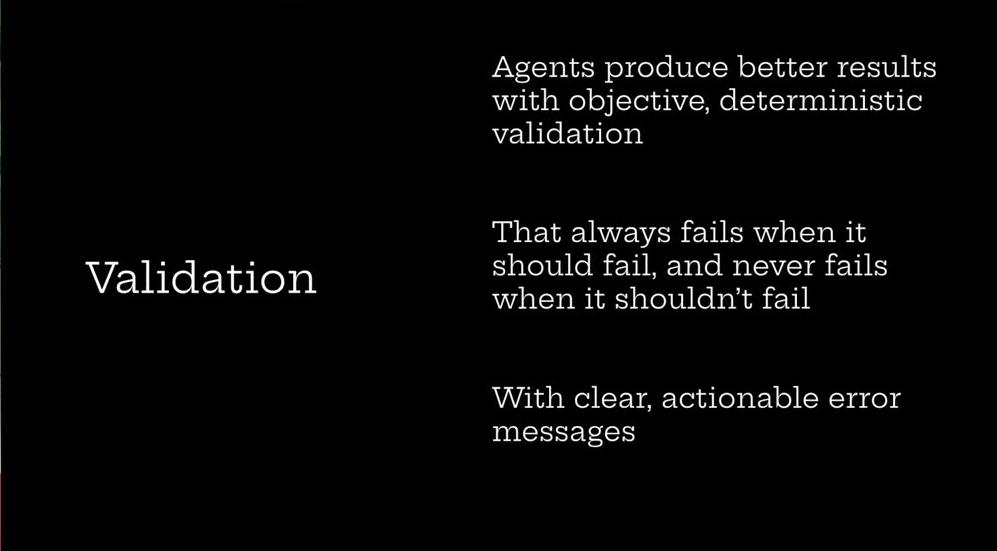 Validation
Agents produce better results
with objective, deterministic
validation
That always fails when it
should fail, and never fails
when it shouldn’t fail
With clear, actionable error
messages